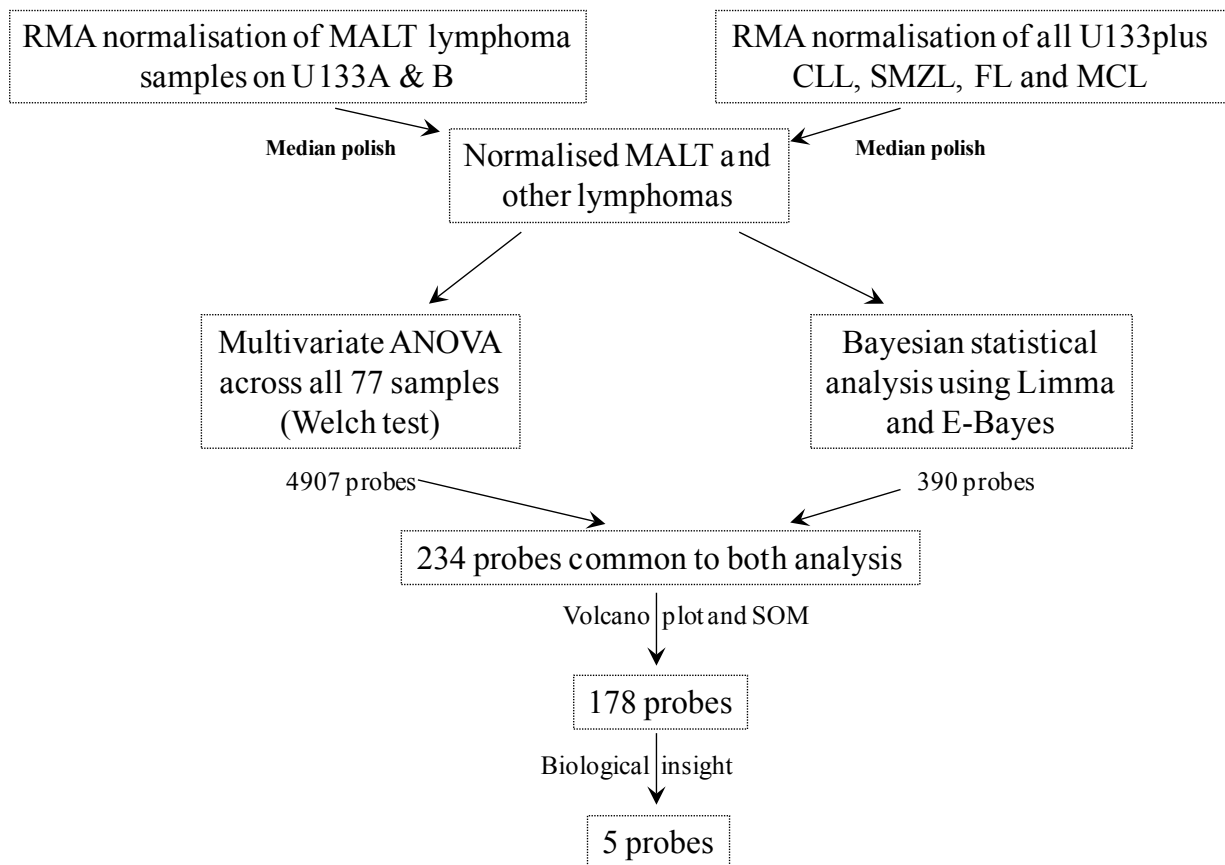 RMA normalisation of MALT lymphoma
samples on U133A & B
RMA normalisation of all U133plus
CLL, SMZL, FL and MCL
Median polish
Median polish
Normalised MALT and
other lymphomas
Multivariate ANOVA
across all 77 samples
(Welch test)
Bayesian statistical
analysis using Limma
and E-Bayes
4907 probes
390 probes
234 probes common to both analysis
Volcano plot and SOM
178 probes
Biological insight
5 probes